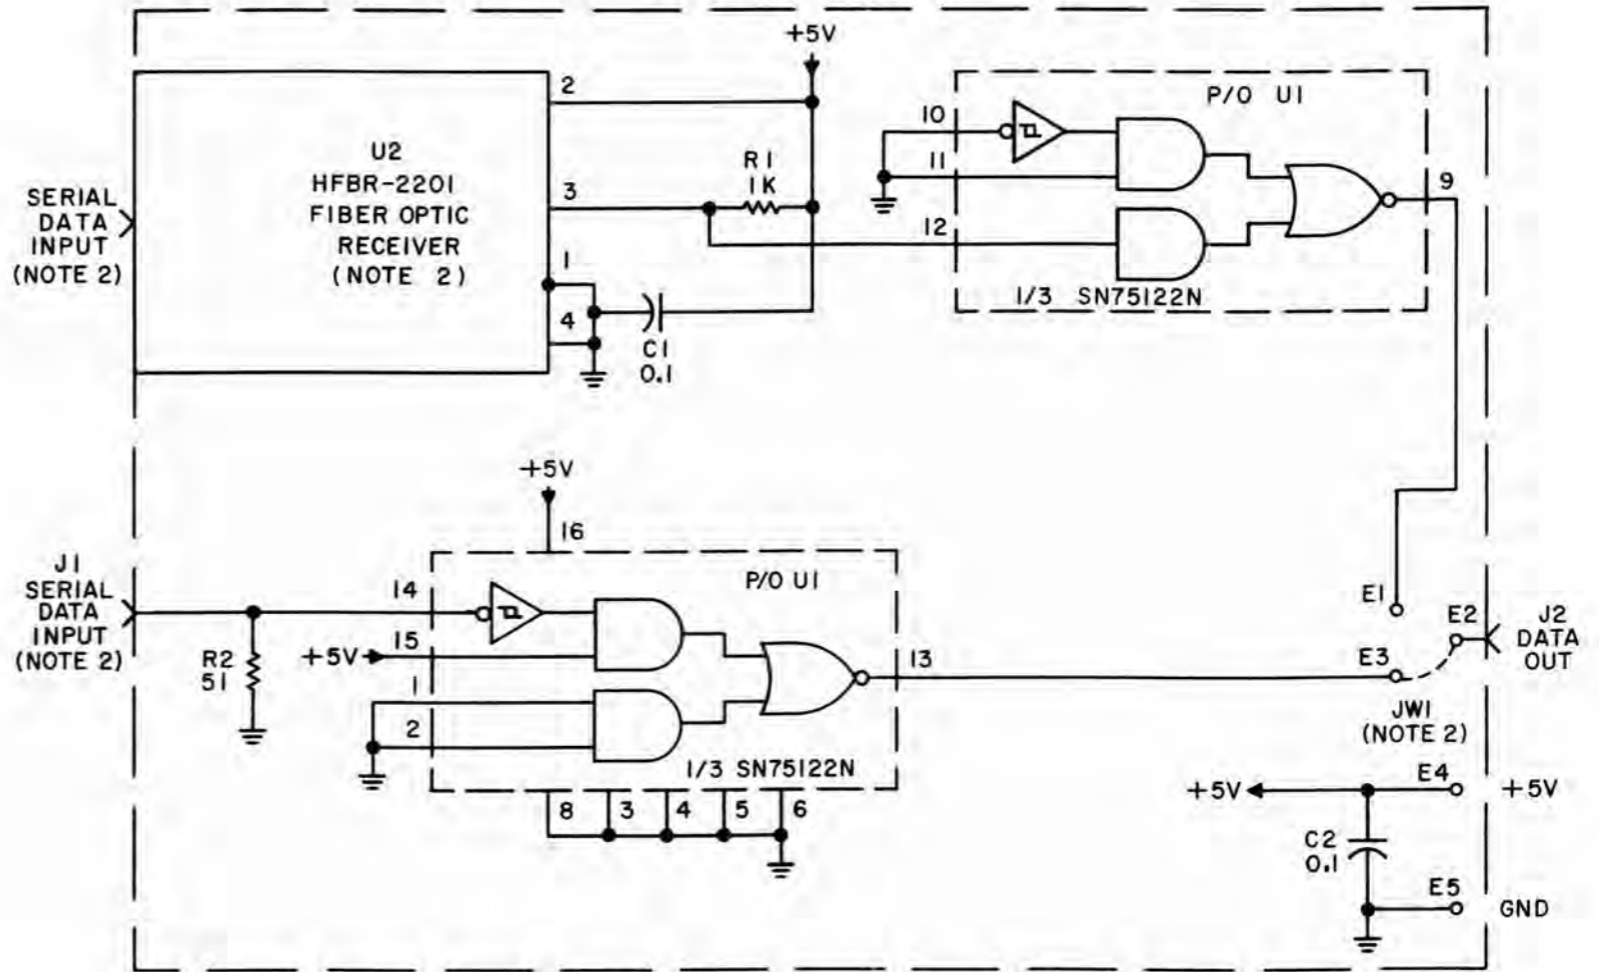 +5V
2
U2
HFBR-2201
FIBER OPTIC
RECEIVER
(NOTE 2)
3
1
4
SERIAL
DATA
INPUT
(NOTE 2)
R1
1K
C1
0.1
P/O U1
10
11
12
9
1/3 SN75122N
+5V
16
J1
SERIAL
DATA
INPUT
(NOTE 2)
R2
51
14
15
+5V
1
2
P/O U1
13
1/3 SN75122N
8
3
4
5
6
E1
E2
E3
J2
DATA
OUT
JW1
(NOTE 2)
E4
+5V
+5V
C2
0.1
E5
GND